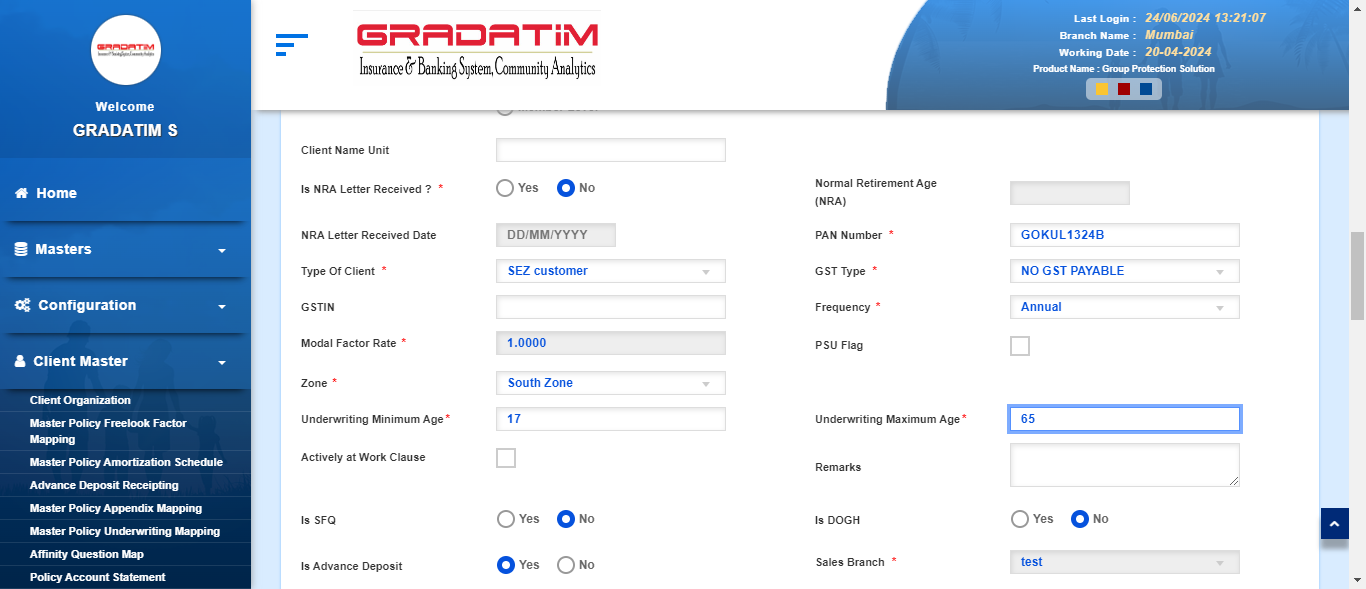 GRADATIM
Insurance & Banking System, Community Analytics
Welcome
GRADATIM S
Home
Masters
Configuration
Client Master
Client Organization
Master Policy Freelook Factor
Mapping
Master Policy Amortization Schedule
Advance Deposit Receipting
Master Policy Appendix Mapping
Master Policy Underwriting Mapping
Affinity Question Map
Policy Account Statement
GRADATIM
Insurance & Banking System, Community Analytics
Last Login : 24/06/2024 13:21:07
Branch Name : Mumbai
Working Date : 20-04-2024
Product Name : Group Protection Solution
Client Name Unit
Is NRA Letter Received ? * Yes No
Normal Retirement Age
(NRA)
NRA Letter Received Date DD/MM/YYYY
PAN Number * GOKUL1324B
Type Of Client * SEZ customer
GST Type * NO GST PAYABLE
GSTIN
Frequency * Annual
Modal Factor Rate * 1.0000
PSU Flag
Zone * South Zone
Underwriting Minimum Age * 17
Underwriting Maximum Age * 65
Actively at Work Clause
Remarks
Is SFQ Yes No
Is DOGH Yes No
Is Advance Deposit Yes No
Sales Branch * test